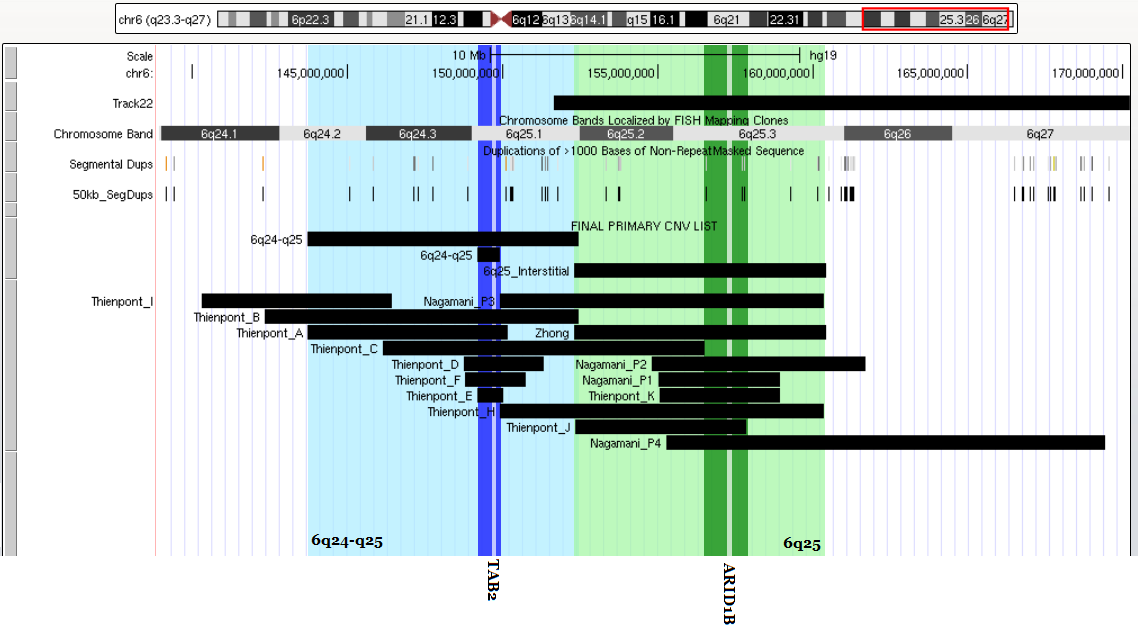 chr6 (q23.3-q27) 6p22.3 21.1 12.3 6q12 6q13 6q14.1 q15 16.1 6q21 22.31 25.3 26 6q27
Scale 10 Mb hg19
chr6: 145,000,000 150,000,000 155,000,000 160,000,000 165,000,000 170,000,000
Track22
Chromosome Bands Localized by FISH Mapping Clones
Chromosome Band 6q24.1 6q24.2 6q24.3 6q25.1 6q25.2 6q25.3 6q26 6q27
Duplications of >1000 Bases of Non-RepeatMasked Sequence
Segmental Dups
50kb_SegDups
FINAL PRIMARY CNV LIST
6q24-q25
6q24-q25
6q25_Interstitial
Thienpont_I Nagamani_P3
Thienpont_B
Thienpont_A Zhong
Thienpont_C
Thienpont_D Nagamani_P2
Thienpont_F Nagamani_P1
Thienpont_E Thienpont_K
Thienpont_H
Thienpont_J
Nagamani_P4
6q24-q25 6q25
TAB2 ARID1B